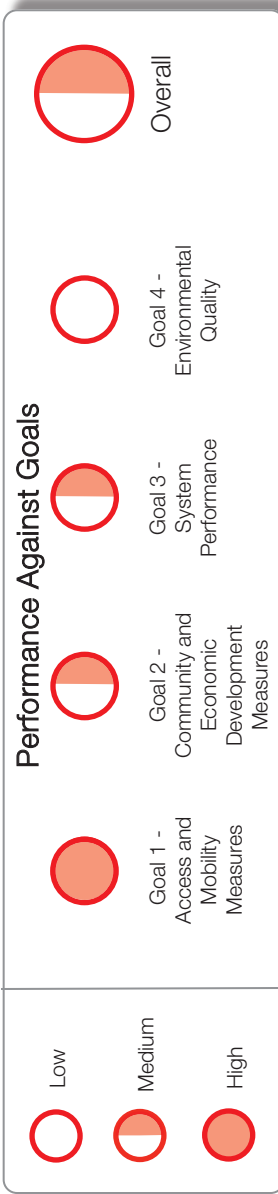 Performance Against Goals
Low
Medium
High
Goal 1 -
Access and
Mobility
Measures
Goal 2 -
Community and
Economic
Development
Measures
Goal 3 -
System
Performance
Goal 4 -
Environmental
Quality
Overall